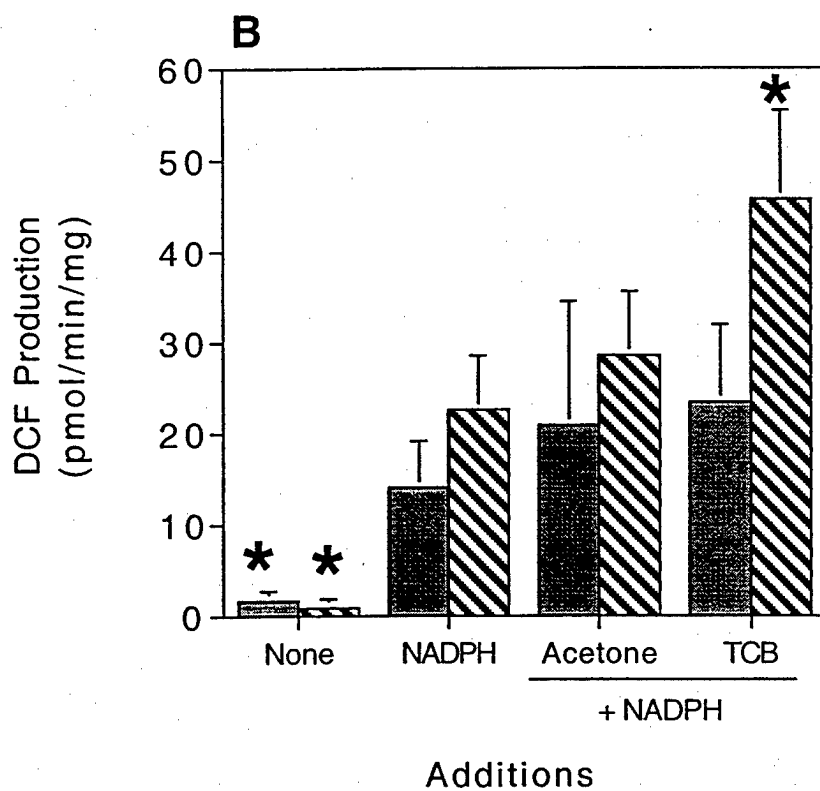 B
DCF Production
(pmol/min/mg)
60
50
40
30
20
10
0
*
*
*
None
NADPH
Acetone
TCB
+ NADPH
Additions